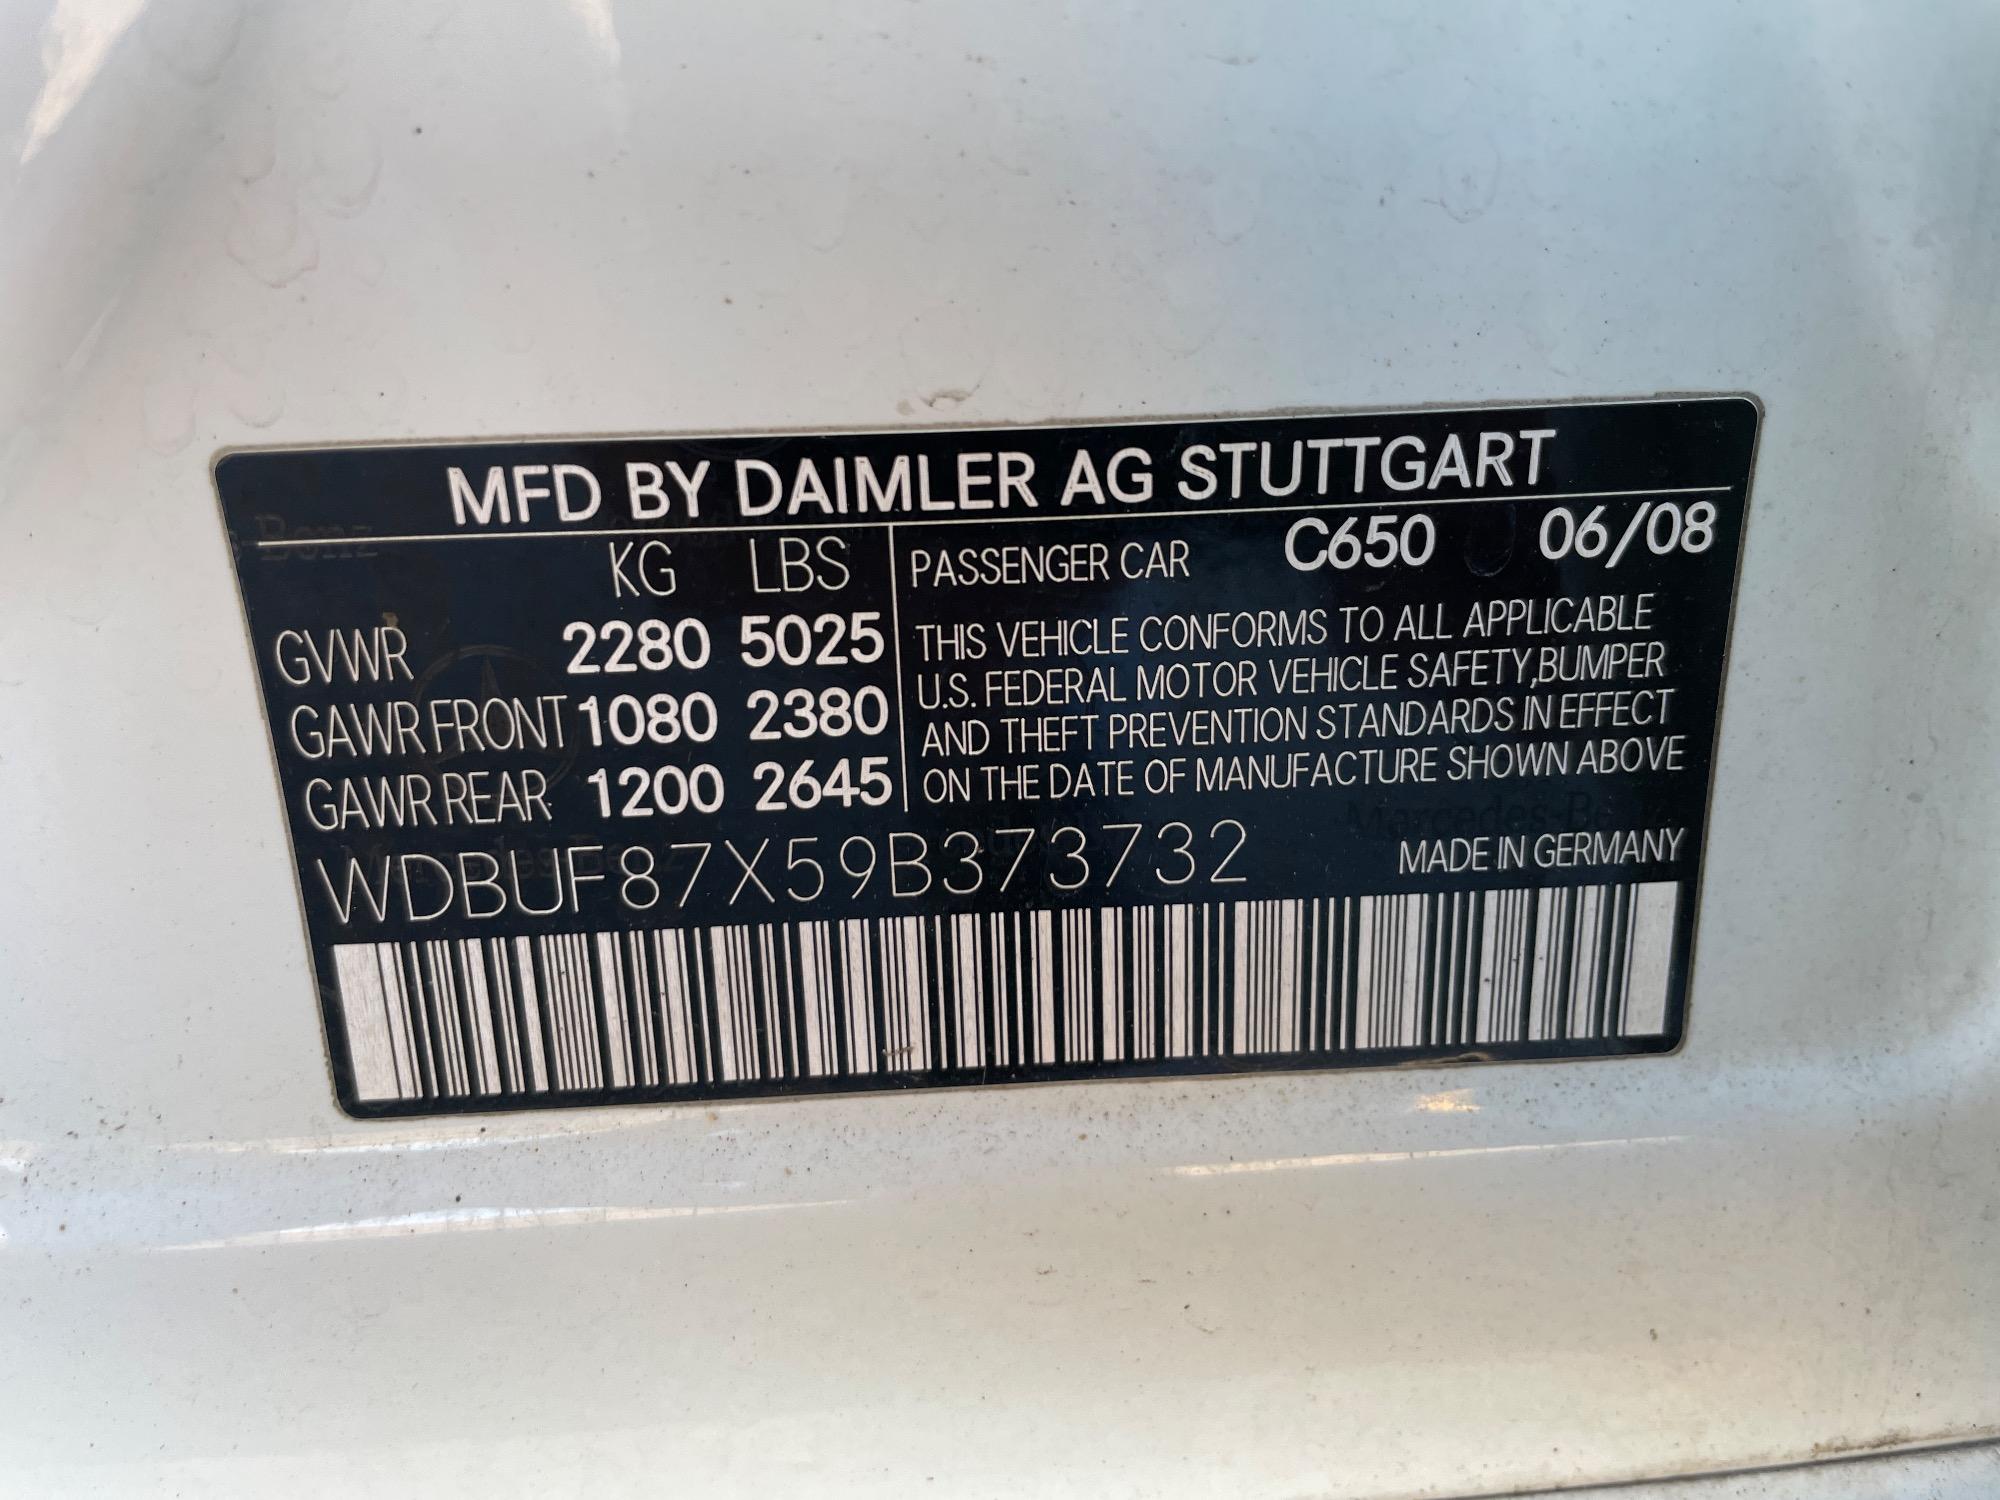 MFD BY DAIMLER AG STUTTGART
KG LBS
GVWR 2280 5025
GAWR FRONT 1080 2380
GAWR REAR 1200 2645
PASSENGER CAR C650 06/08
THIS VEHICLE CONFORMS TO ALL APPLICABLE
U.S. FEDERAL MOTOR VEHICLE SAFETY,BUMPER
AND THEFT PREVENTION STANDARDS IN EFFECT
ON THE DATE OF MANUFACTURE SHOWN ABOVE
WDBUF87X59B373732
MADE IN GERMANY